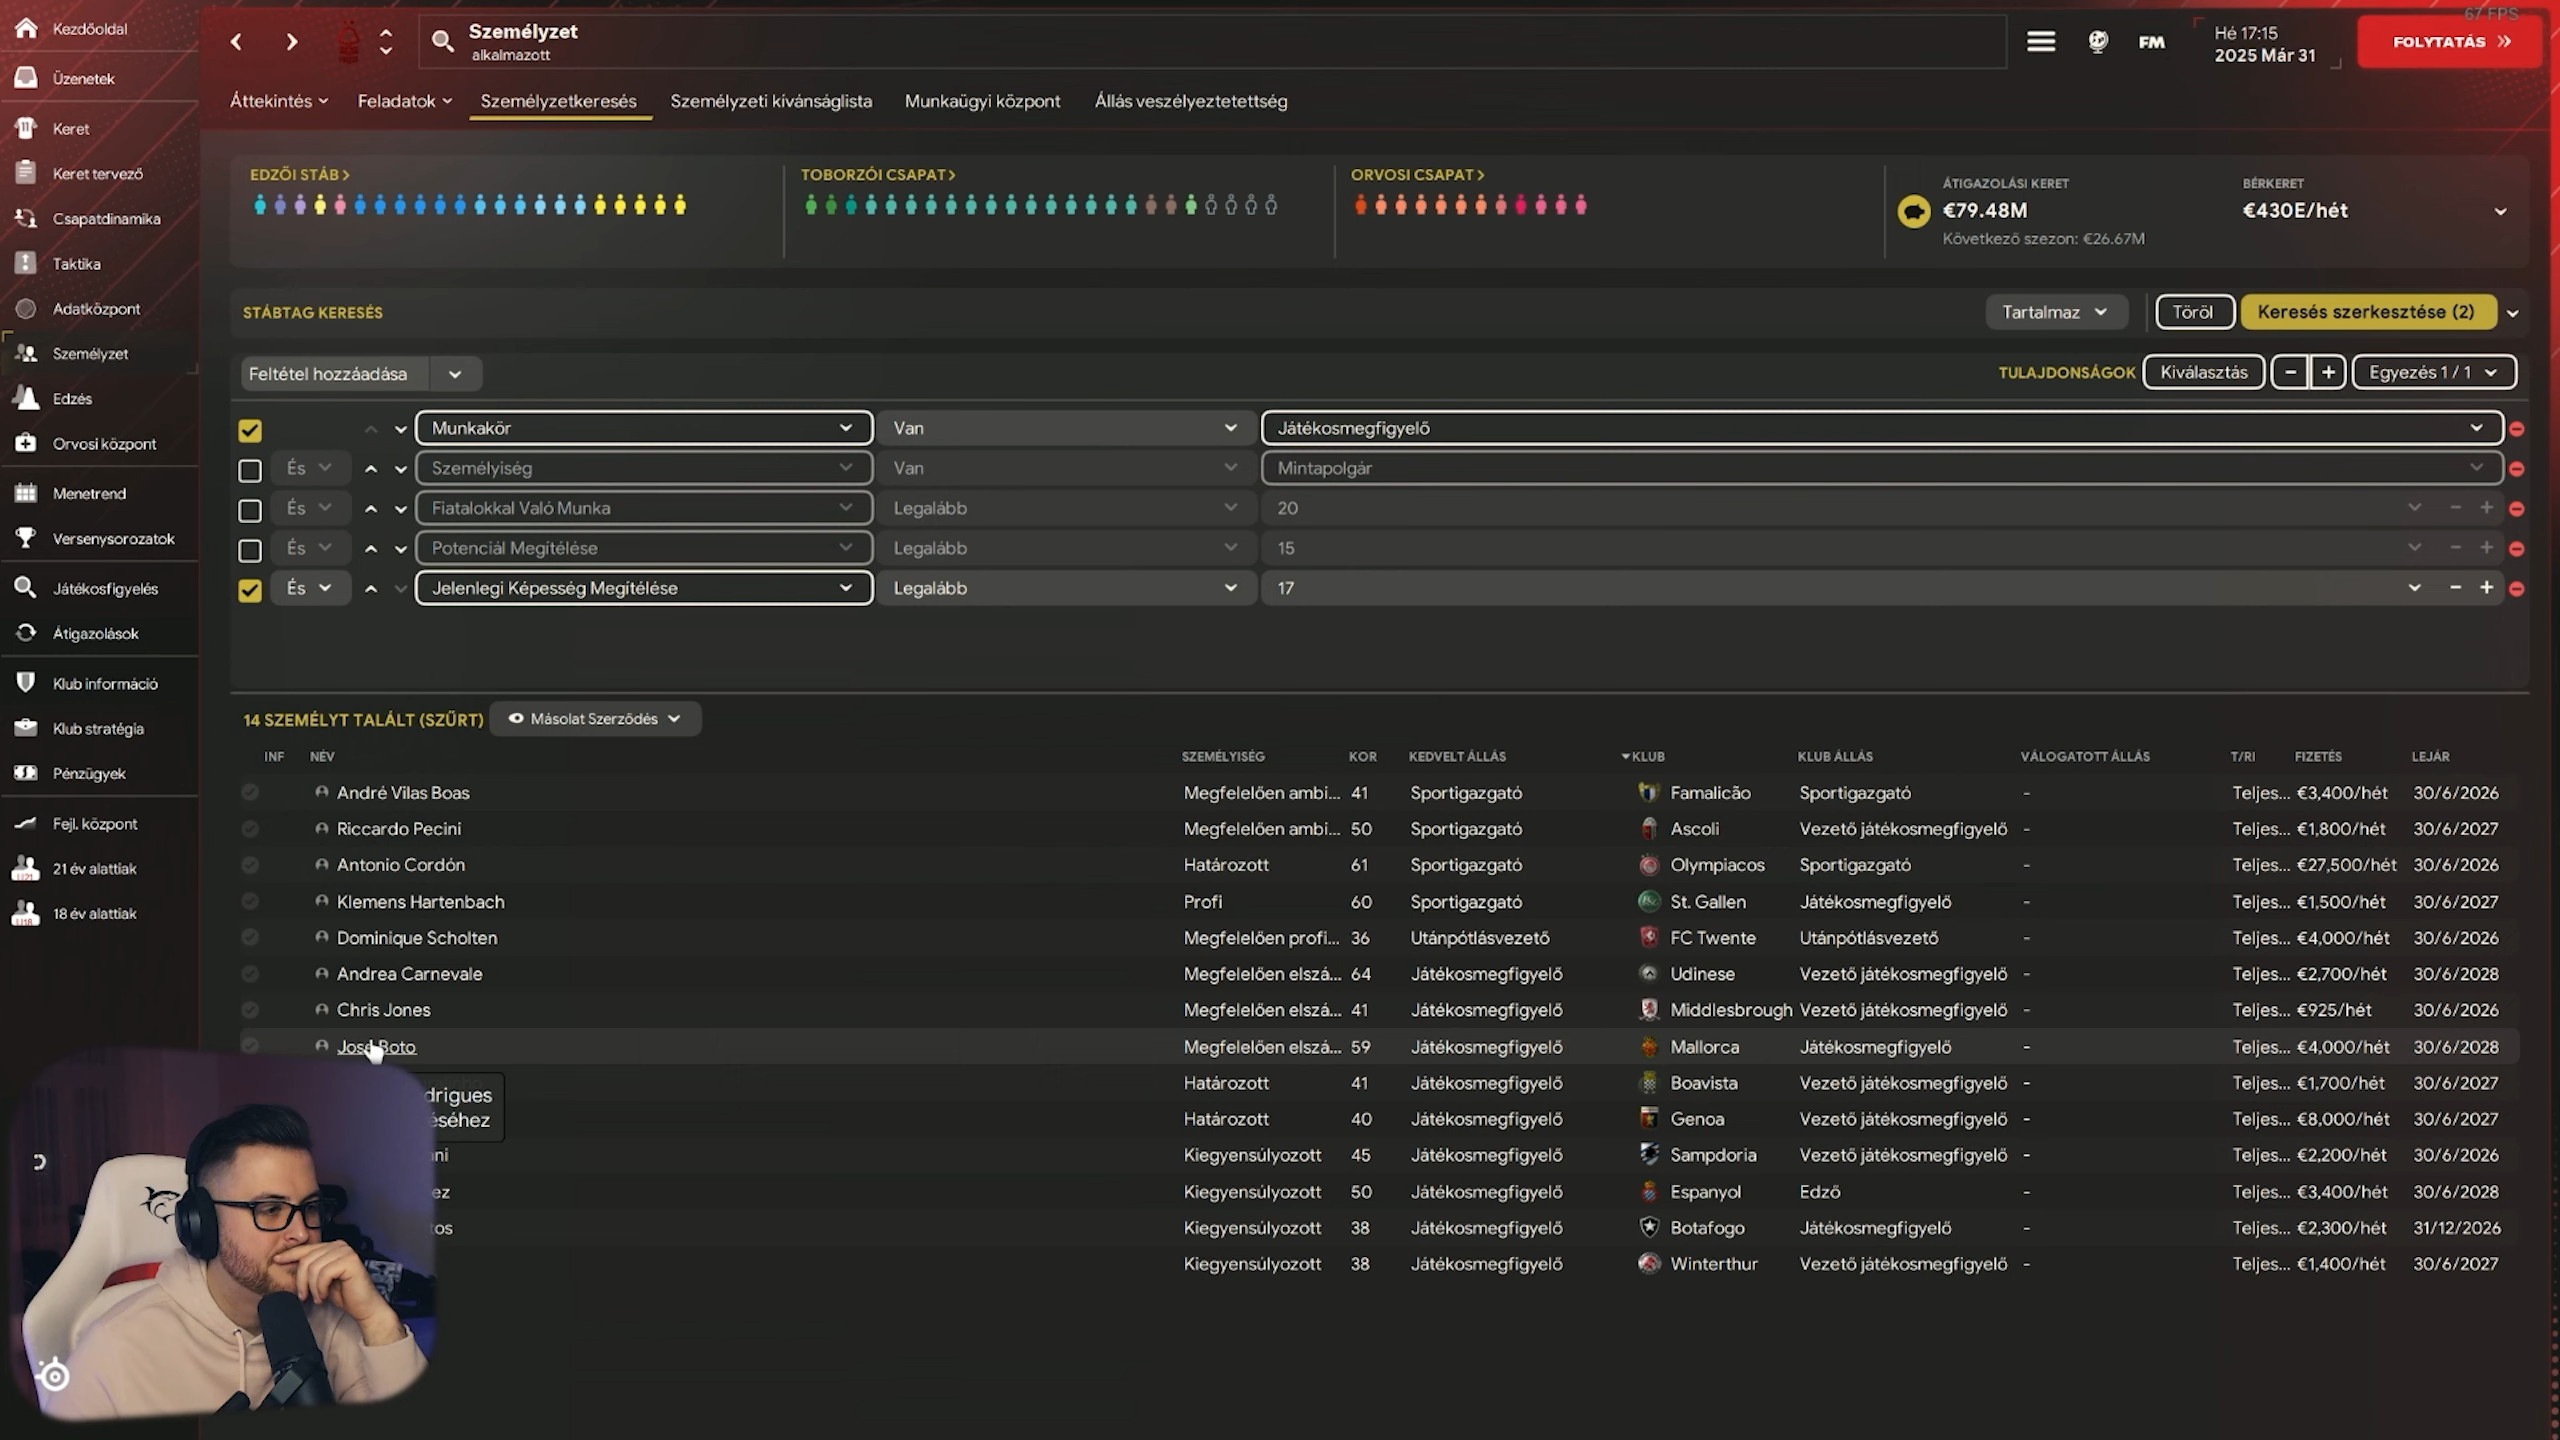 67 FPS
Kezdőoldal
Üzenetek
Keret
Keret tervező
Csapatdinamika
Taktika
Adatközpont
Személyzet
Edzés
Orvosi központ
Menetrend
Versenysorozatok
Játékosfigyelés
Átigazolások
Klub információ
Klub stratégia
Pénzügyek
Fejl. központ
21 év alattiak
18 év alattiak
Személyzet
alkalmazott
FM
Hé 17:15
2025 Már 31
FOLYTATÁS
Áttekintés Feladatok Személyzetkeresés Személyzeti kívánságlista Munkaügyi központ Állás veszélyeztetettség
EDZŐI STÁB
TOBORZÓI CSAPAT
ORVOSI CSAPAT
ÁTIGAZOLÁSI KERET
€79.48M
Következő szezon: €26.67M
BÉRKERET
€430E/hét
STÁBTAG KERESÉS
Tartalmaz Töröl Keresés szerkesztése (2)
Feltétel hozzáadása
TULAJDONSÁGOK Kiválasztás - + Egyezés 1 / 1
Munkakör Van Játékosmegfigyelő
És Személyiség Van Mintapolgár
És Fiatalokkal Való Munka Legalább 20 - +
És Potenciál Megítélése Legalább 15 - +
És Jelenlegi Képesség Megítélése Legalább 17 - +
14 SZEMÉLYT TALÁLT (SZŰRT) Másolat Szerződés
INF NÉV SZEMÉLYISÉG KOR KEDVELT ÁLLÁS KLUB KLUB ÁLLÁS VÁLOGATOTT ÁLLÁS T/RI FIZETÉS LEJÁR
André Vilas Boas Megfelelően ambi... 41 Sportigazgató Famalicão Sportigazgató - Teljes... €3,400/hét 30/6/2026
Riccardo Pecini Megfelelően ambi... 50 Sportigazgató Ascoli Vezető játékosmegfigyelő - Teljes... €1,800/hét 30/6/2027
Antonio Cordón Határozott 61 Sportigazgató Olympiacos Sportigazgató - Teljes... €27,500/hét 30/6/2026
Klemens Hartenbach Profi 60 Sportigazgató St. Gallen Játékosmegfigyelő - Teljes... €1,500/hét 30/6/2027
Dominique Scholten Megfelelően profi... 36 Utánpótlásvezető FC Twente Utánpótlásvezető - Teljes... €4,000/hét 30/6/2026
Andrea Carnevale Megfelelően elszá... 64 Játékosmegfigyelő Udinese Vezető játékosmegfigyelő - Teljes... €2,700/hét 30/6/2028
Chris Jones Megfelelően elszá... 41 Játékosmegfigyelő Middlesbrough Vezető játékosmegfigyelő - Teljes... €925/hét 30/6/2026
José Boto Megfelelően elszá... 59 Játékosmegfigyelő Mallorca Játékosmegfigyelő - Teljes... €4,000/hét 30/6/2028
drigues
éséhez
Határozott 41 Játékosmegfigyelő Boavista Vezető játékosmegfigyelő - Teljes... €1,700/hét 30/6/2027
Határozott 40 Játékosmegfigyelő Genoa Vezető játékosmegfigyelő - Teljes... €8,000/hét 30/6/2027
ni Kiegyensúlyozott 45 Játékosmegfigyelő Sampdoria Vezető játékosmegfigyelő - Teljes... €2,200/hét 30/6/2026
ez Kiegyensúlyozott 50 Játékosmegfigyelő Espanyol Edző - Teljes... €3,400/hét 30/6/2028
tos Kiegyensúlyozott 38 Játékosmegfigyelő Botafogo Játékosmegfigyelő - Teljes... €2,300/hét 31/12/2026
Kiegyensúlyozott 38 Játékosmegfigyelő Winterthur Vezető játékosmegfigyelő - Teljes... €1,400/hét 30/6/2027